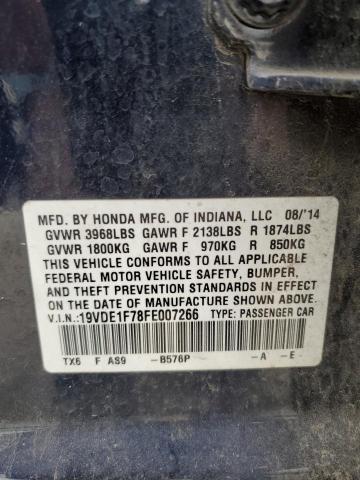 MFD. BY HONDA MFG. OF INDIANA, LLC 08/'14
GVWR 3968LBS GAWR F 2138LBS R 1874LBS
GVWR 1800KG GAWR F 970KG R 850KG
THIS VEHICLE CONFORMS TO ALL APPLICABLE
FEDERAL MOTOR VEHICLE SAFETY, BUMPER,
AND THEFT PREVENTION STANDARDS IN EFFECT
ON THE DATE OF MANUFACTURE SHOWN ABOVE.
V.I.N.:19VDE1F78FE007266 TYPE: PASSENGER CAR
TX6 F AS9 -B576P -A -E